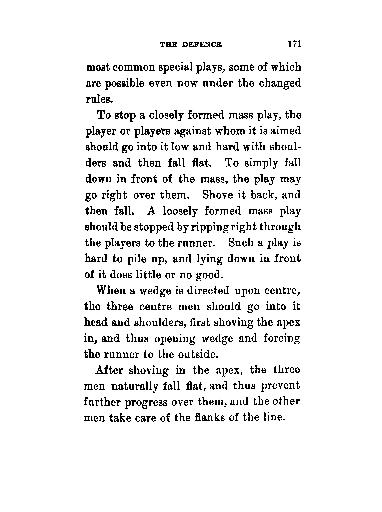 THE DEFENCE 171
most common special plays, some of which
are possible even now under the changed
rules.
To stop a closely formed mass play, the
player or players against whom it is aimed
should go into it low and hard with shoul-
ders and then fall flat. To simply fall
down in front of the mass, the play may
go right over them. Shove it back, and
then fall. A loosely formed mass play
should be stopped by ripping right through
the players to the runner. Such a play is
hard to pile up, and lying down in front
of it does little or no good.
When a wedge is directed upon centre,
the three centre men should go into it
head and shoulders, first shoving the apex
in, and thus opening wedge and forcing
the runner to the outside.
After shoving in the apex, the three
men naturally fall flat, and thus prevent
further progress over them, and the other
men take care of the flanks of the line.